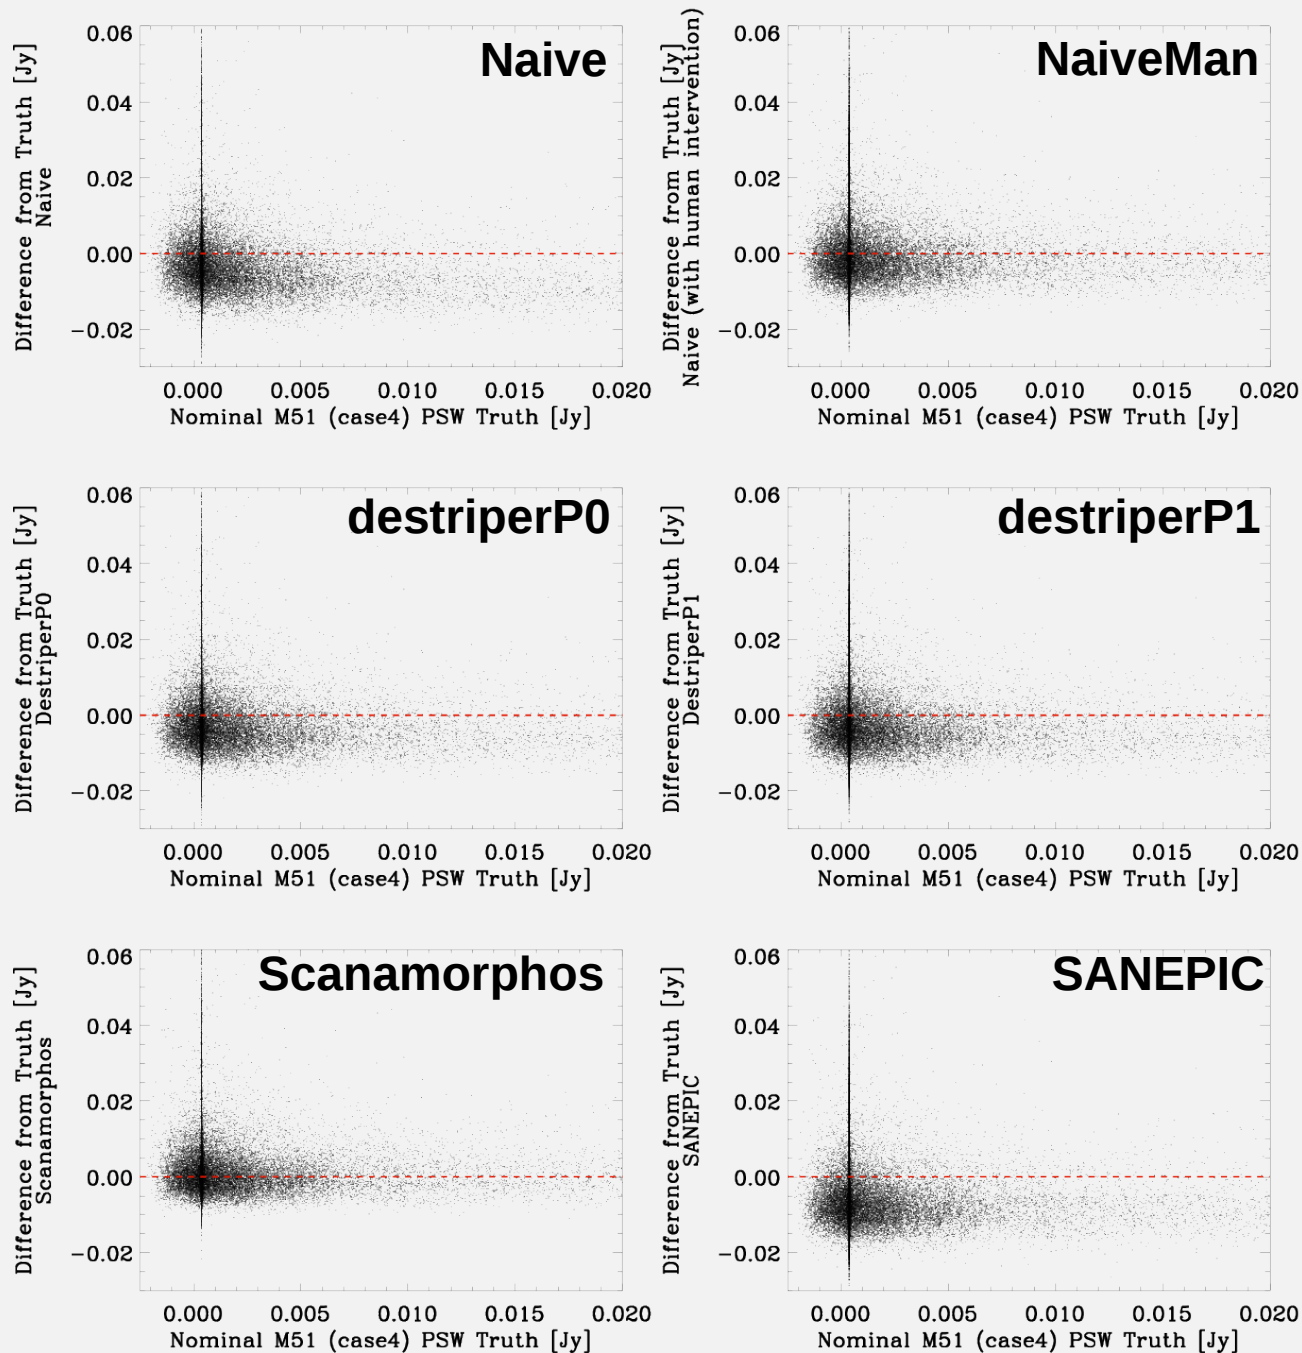 Naive
0.06
0.04
0.02
0.00
−0.02
Difference from Truth [Jy]
Naive
0.000 0.005 0.010 0.015 0.020
Nominal M51 (case4) PSW Truth [Jy]
NaiveMan
0.06
0.04
0.02
0.00
−0.02
Difference from Truth [Jy]
Naive (with human intervention)
0.000 0.005 0.010 0.015 0.020
Nominal M51 (case4) PSW Truth [Jy]
destriperP0
0.06
0.04
0.02
0.00
−0.02
Difference from Truth [Jy]
DestriperP0
0.000 0.005 0.010 0.015 0.020
Nominal M51 (case4) PSW Truth [Jy]
destriperP1
0.06
0.04
0.02
0.00
−0.02
Difference from Truth [Jy]
DestriperP1
0.000 0.005 0.010 0.015 0.020
Nominal M51 (case4) PSW Truth [Jy]
Scanamorphos
0.06
0.04
0.02
0.00
−0.02
Difference from Truth [Jy]
Scanamorphos
0.000 0.005 0.010 0.015 0.020
Nominal M51 (case4) PSW Truth [Jy]
SANEPIC
0.06
0.04
0.02
0.00
−0.02
Difference from Truth [Jy]
SANEPIC
0.000 0.005 0.010 0.015 0.020
Nominal M51 (case4) PSW Truth [Jy]